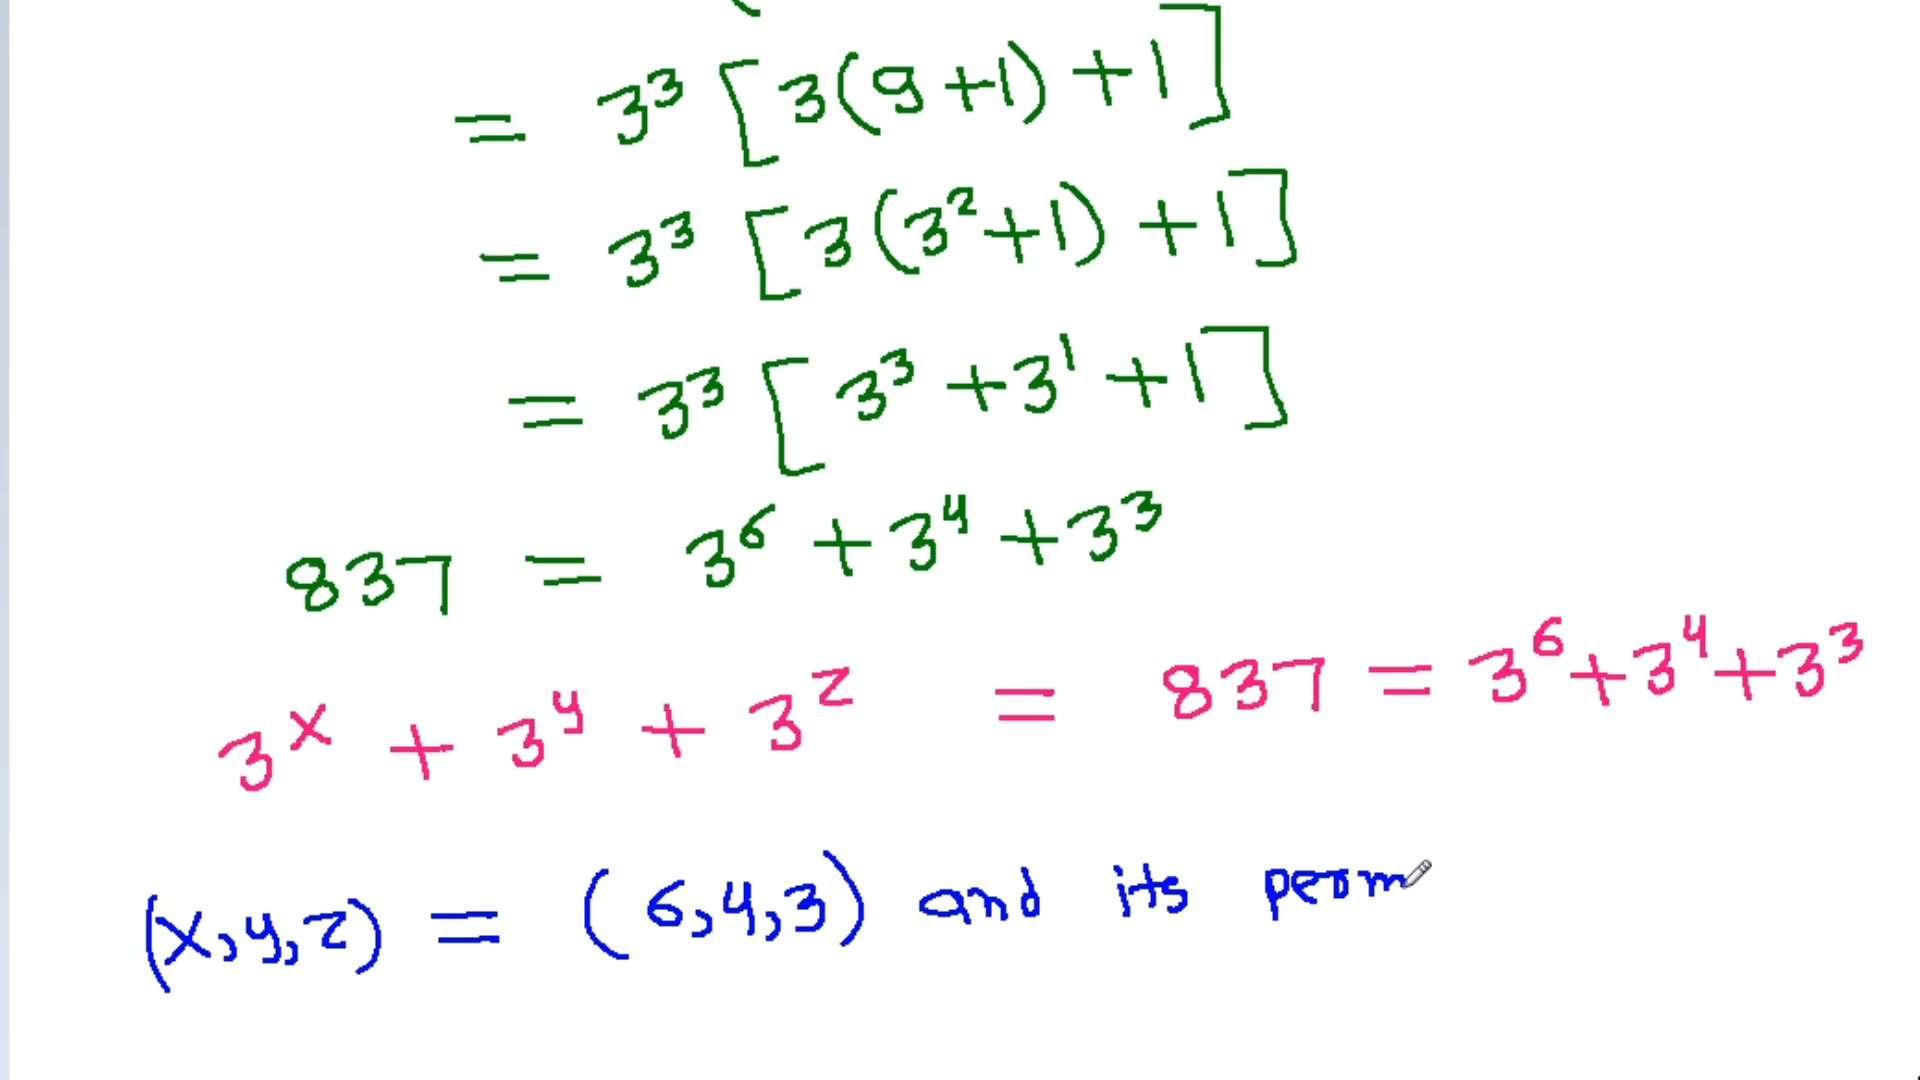 = 3³ [3(9+1)+1]
= 3³ [3(3²+1)+1]
= 3³ [3³+3¹+1]
837 = 3⁶+3⁴+3³
3ˣ + 3ʸ + 3ᶻ = 837 = 3⁶+3⁴+3³
(x,y,z) = (6,4,3) and its perm